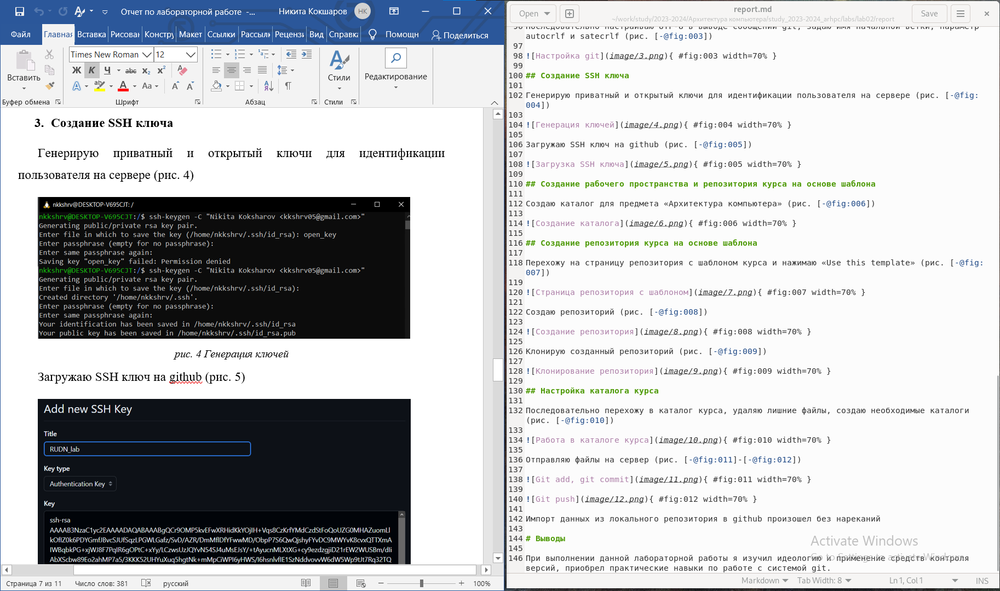 Отчет по лабораторной работе -...
Никита Кокшаров
НК
Файл
Главная
Вставка
Рисован
Констру
Макет
Ссылки
Рассылк
Рецензи
Вид
Справка
Помощн
Поделиться
Вставить
Times New Roman
12
Ж К Ч abc x₂ x²
Aa
Стили
Редактирование
Буфер обмена
Шрифт
Абзац
Стили
3. Создание SSH ключа
Генерирую приватный и открытый ключи для идентификации
пользователя на сервере (рис. 4)
nkkshrv@DESKTOP-V695CJT: /
nkkshrv@DESKTOP-V695CJT:/$ ssh-keygen -C "Nikita Koksharov <kkshrv05@gmail.com>"
Generating public/private rsa key pair.
Enter file in which to save the key (/home/nkkshrv/.ssh/id_rsa): open_key
Enter passphrase (empty for no passphrase):
Enter same passphrase again:
Saving key "open_key" failed: Permission denied
nkkshrv@DESKTOP-V695CJT:/$ ssh-keygen -C "Nikita Koksharov <kkshrv05@gmail.com>"
Generating public/private rsa key pair.
Enter file in which to save the key (/home/nkkshrv/.ssh/id_rsa):
Created directory '/home/nkkshrv/.ssh'.
Enter passphrase (empty for no passphrase):
Enter same passphrase again:
Your identification has been saved in /home/nkkshrv/.ssh/id_rsa
Your public key has been saved in /home/nkkshrv/.ssh/id_rsa.pub
рис. 4 Генерация ключей
Загружаю SSH ключ на github (рис. 5)
Add new SSH Key
Title
RUDN_lab
Key type
Authentication Key
Key
ssh-rsa
Страница 7 из 11
Число слов: 381
русский
100%
Open
report.md
~/work/study/2023-2024/Архитектура компьютера/study_2023-2024_arhpc/labs/lab02/report
Save
96 Последовательно настраиваю utf-8 в выводе сообщений git, задаю имя начальной ветки, параметр
autocrlf и satecrlf (рис. [-@fig:003])
97
98 ![Настройка git](image/3.png){ #fig:003 width=70% }
99
100 ## Создание SSH ключа
101
102 Генерирую приватный и открытый ключи для идентификации пользователя на сервере (рис. [-@fig:
004])
103
104 ![Генерация ключей](image/4.png){ #fig:004 width=70% }
105
106 Загружаю SSH ключ на github (рис. [-@fig:005])
107
108 ![Загрузка SSH ключа](image/5.png){ #fig:005 width=70% }
109
110 ## Создание рабочего пространства и репозитория курса на основе шаблона
111
112 Создаю каталог для предмета «Архитектура компьютера» (рис. [-@fig:006])
113
114 ![Создание каталога](image/6.png){ #fig:006 width=70% }
115
116 ## Создание репозитория курса на основе шаблона
117
118 Перехожу на страницу репозитория с шаблоном курса и нажимаю «Use this template» (рис. [-@fig:
007])
119
120 ![Страница репозитория с шаблоном](image/7.png){ #fig:007 width=70% }
121
122 Создаю репозиторий (рис. [-@fig:008])
123
124 ![Создание репозитория](image/8.png){ #fig:008 width=70% }
125
126 Клонирую созданный репозиторий (рис. [-@fig:009])
127
128 ![Клонирование репозитория](image/9.png){ #fig:009 width=70% }
129
130 ## Настройка каталога курса
131
132 Последовательно перехожу в каталог курса, удаляю лишние файлы, создаю необходимые каталоги
(рис. [-@fig:010])
133
134 ![Работа в каталоге курса](image/10.png){ #fig:010 width=70% }
135
136 Отправляю файлы на сервер (рис. [-@fig:011]-[-@fig:012])
137
138 ![Git add, git commit](image/11.png){ #fig:011 width=70% }
139
140 ![Git push](image/12.png){ #fig:012 width=70% }
141
142 Импорт данных из локального репозитория в github произошел без нареканий
143
144 # Выводы
145
146 При выполнении данной лабораторной работы я изучил идеологию и применение средств контроля
версий, приобрел практические навыки по работе с системой git.
Activate Windows
Go to Settings to activate Windows.
Markdown
Tab Width: 8
Ln 1, Col 1
INS